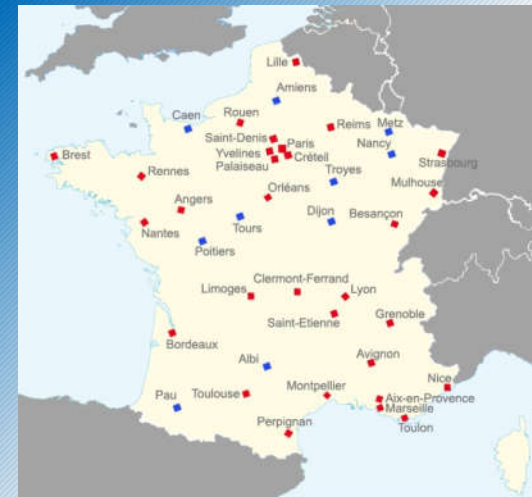 Lille
Amiens
Caen
Rouen
Reims
Metz
Saint-Denis
Paris
Nancy
Yvelines
Créteil
Strasbourg
Brest
Palaiseau
Rennes
Troyes
Mulhouse
Orléans
Angers
Dijon
Besançon
Nantes
Tours
Poitiers
Clermont-Ferrand
Limoges
Lyon
Saint-Etienne
Grenoble
Bordeaux
Avignon
Albi
Nice
Pau
Toulouse
Montpellier
Aix-en-Provence
Marseille
Perpignan
Toulon